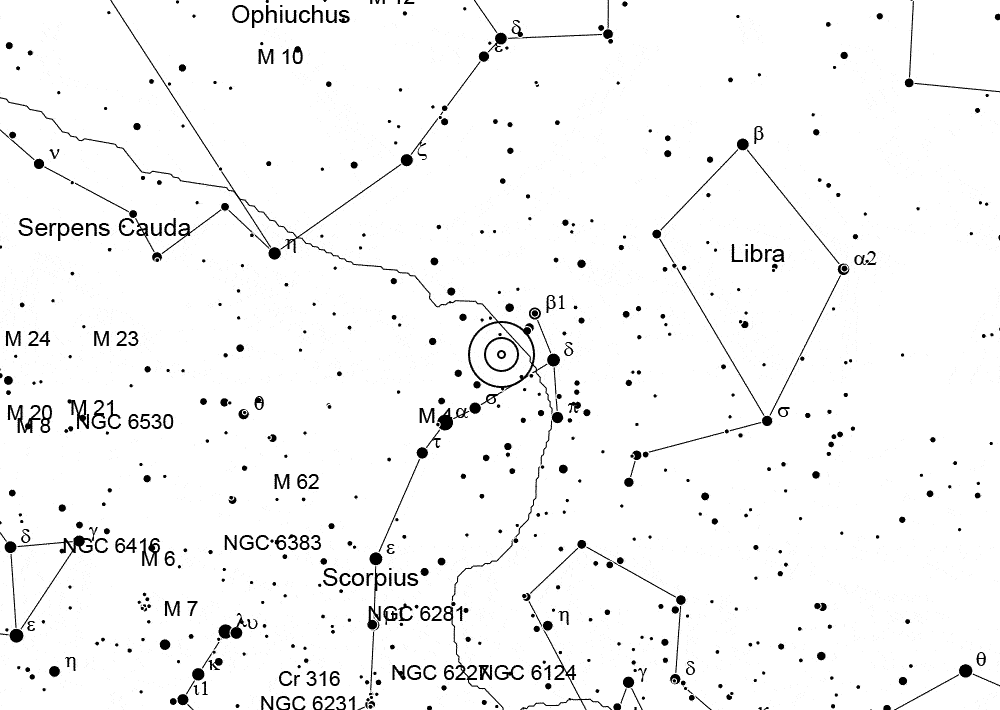 M 12
Ophiuchus
δ
ε
M 10
β
ζ
ν
Serpens Cauda
η
Libra
α2
β1
M 24
M 23
δ
σ
θ
M 20
M 21
M 4
α
π
σ
M 8
NGC 6530
τ
M 62
δ
γ
NGC 6416
NGC 6383
ε
M 6
Scorpius
M 7
NGC 6281
η
ε
λ
υ
η
κ
NGC 6227
NGC 6124
γ
δ
θ
ι1
Cr 316
NGC 6231